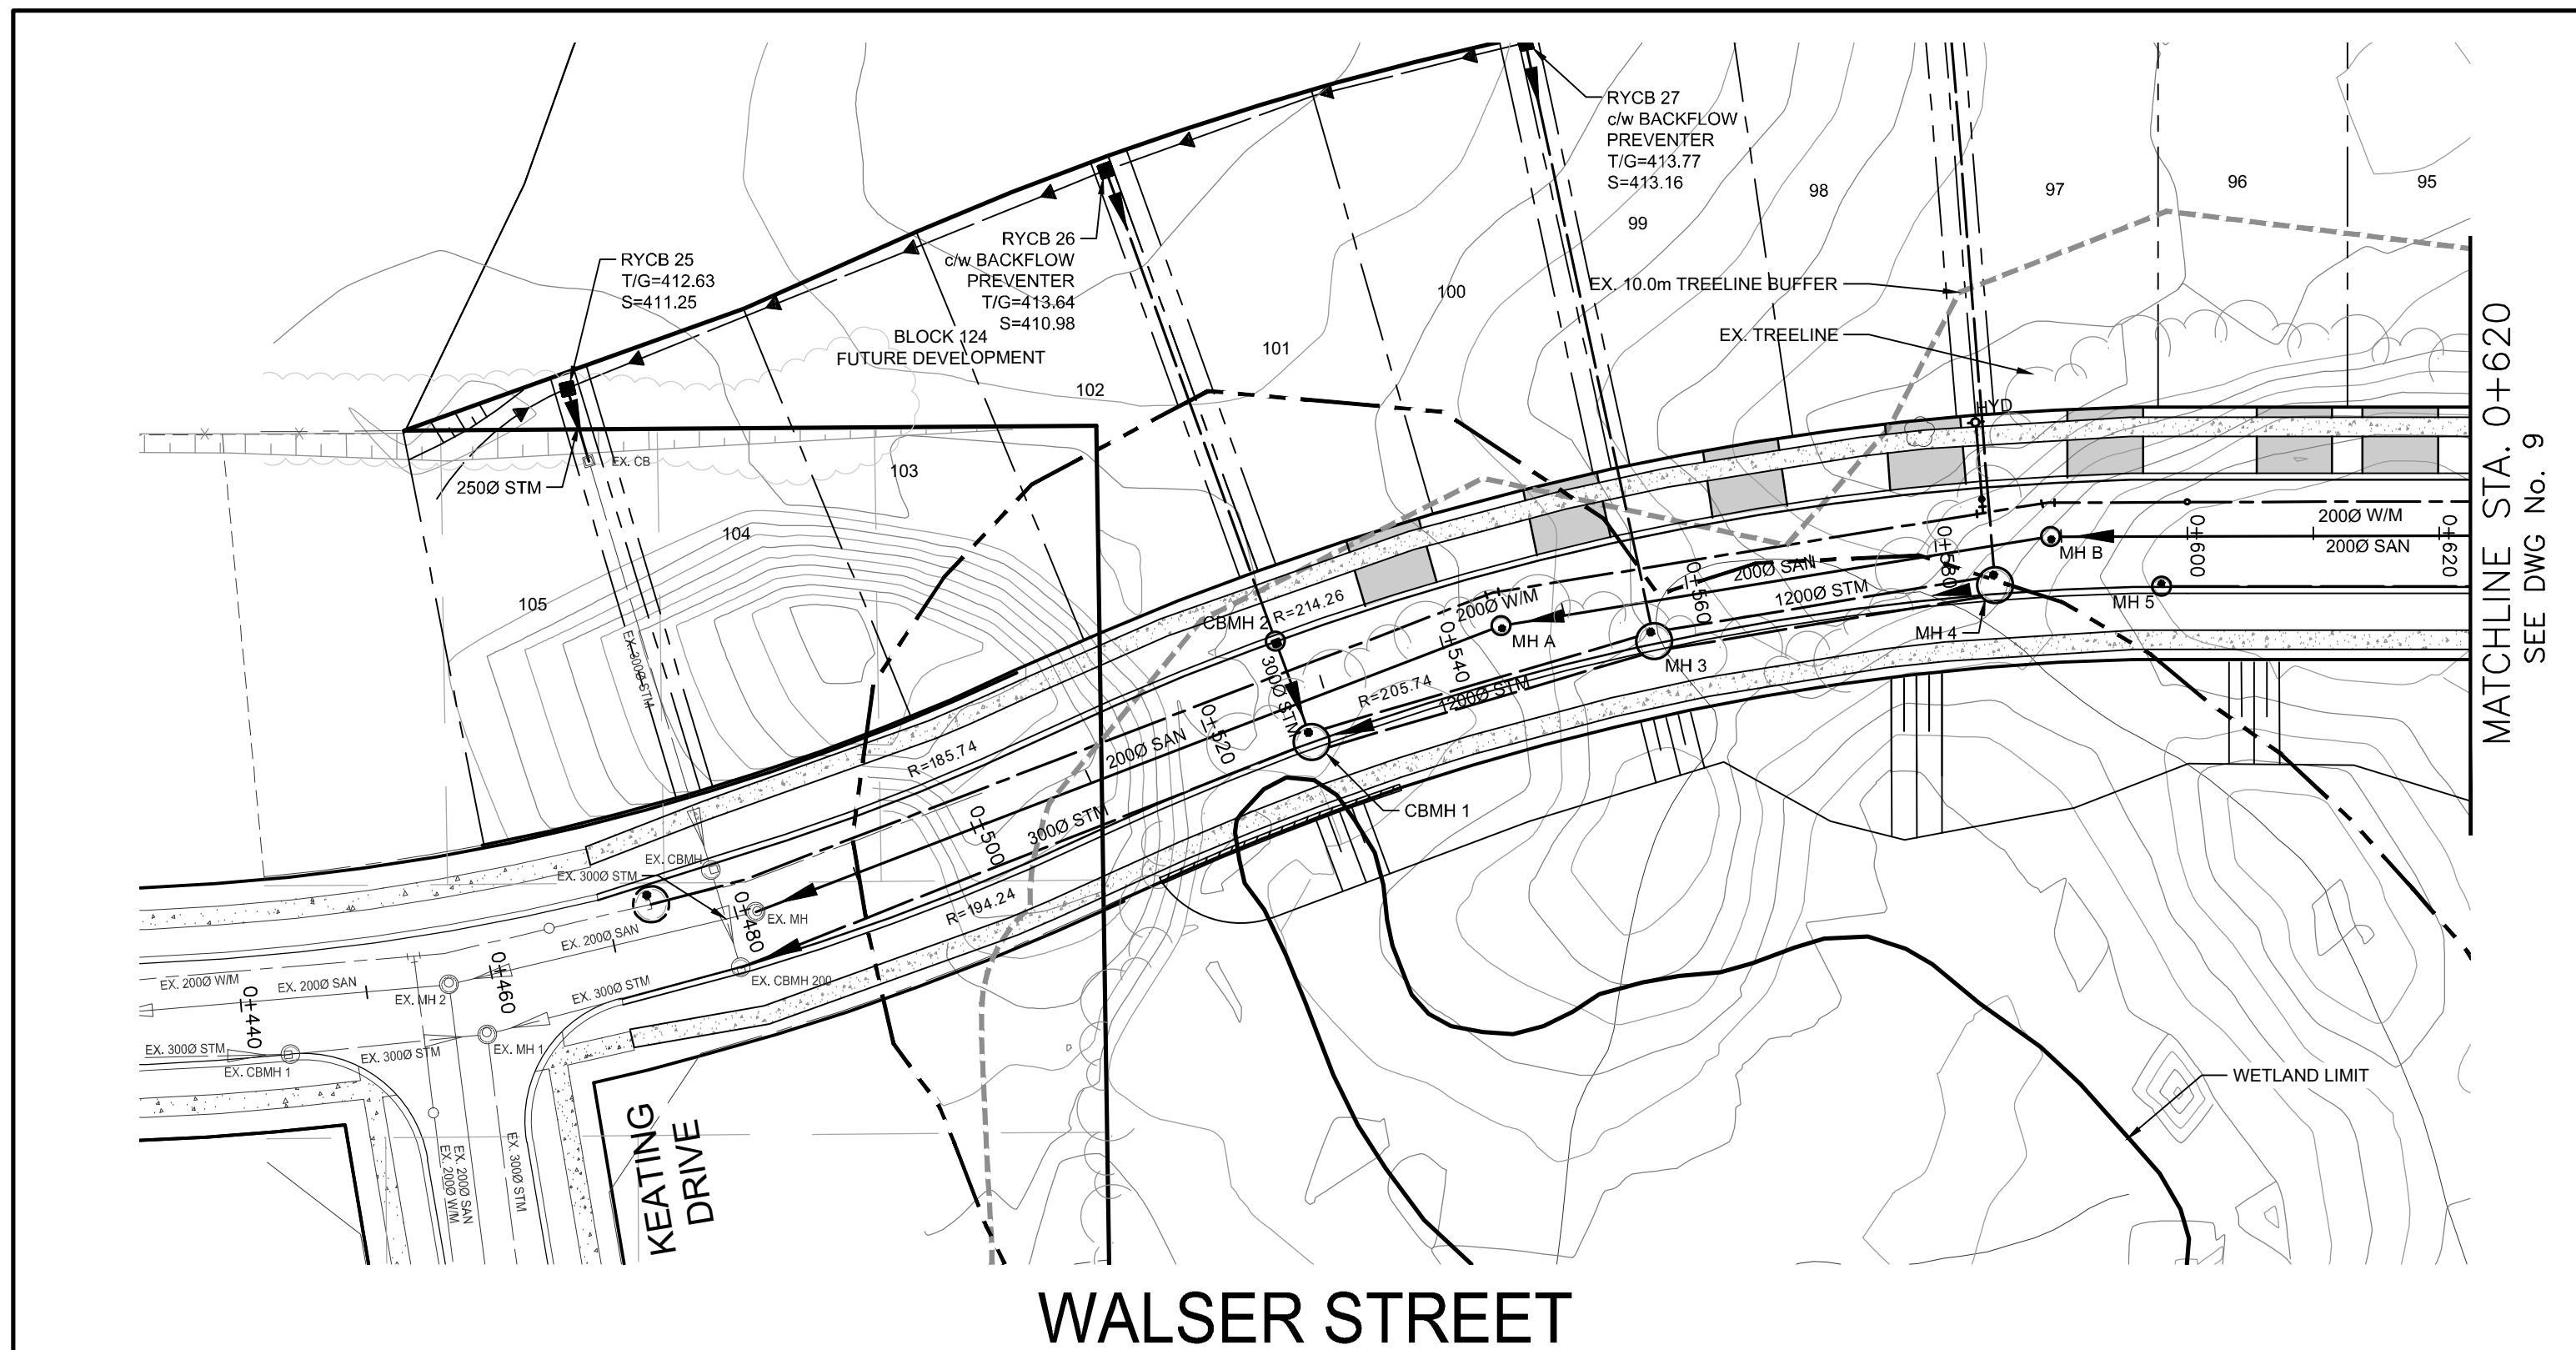 RYCB 27
c/w BACKFLOW
PREVENTER
T/G=413.77
S=413.16
98
97
96
95
99
RYCB 26
c/w BACKFLOW
PREVENTER
T/G=413.64
S=410.98
RYCB 25
T/G=412.63
S=411.25
BLOCK 124
FUTURE DEVELOPMENT
100
101
102
103
104
105
EX. 10.0m TREELINE BUFFER
EX. TREELINE
HYD
EX. CB
250Ø STM
EX. 300Ø STM
MATCHLINE STA. 0+620
SEE DWG No. 9
200Ø W/M
200Ø SAN
0+620
0+600
MH B
MH 5
0+580
MH 4
200Ø SAN
1200Ø STM
0+560
MH 3
200Ø W/M
MH A
0+540
R=214.26
CBMH 2
300Ø STM
R=205.74
1200Ø STM
0+520
200Ø SAN
R=185.74
CBMH 1
300Ø STM
0+500
R=194.24
EX. CBMH
EX. 300Ø STM
0+480
EX. MH
EX. 200Ø SAN
EX. CBMH 200
EX. 200Ø W/M
EX. 200Ø SAN
EX. MH 2
0+460
EX. 300Ø STM
0+440
EX. 300Ø STM
EX. 300Ø STM
EX. MH 1
EX. CBMH 1
EX. 200Ø W/M
EX. 200Ø SAN
EX. 300Ø STM
KEATING
DRIVE
WETLAND LIMIT
WALSER STREET